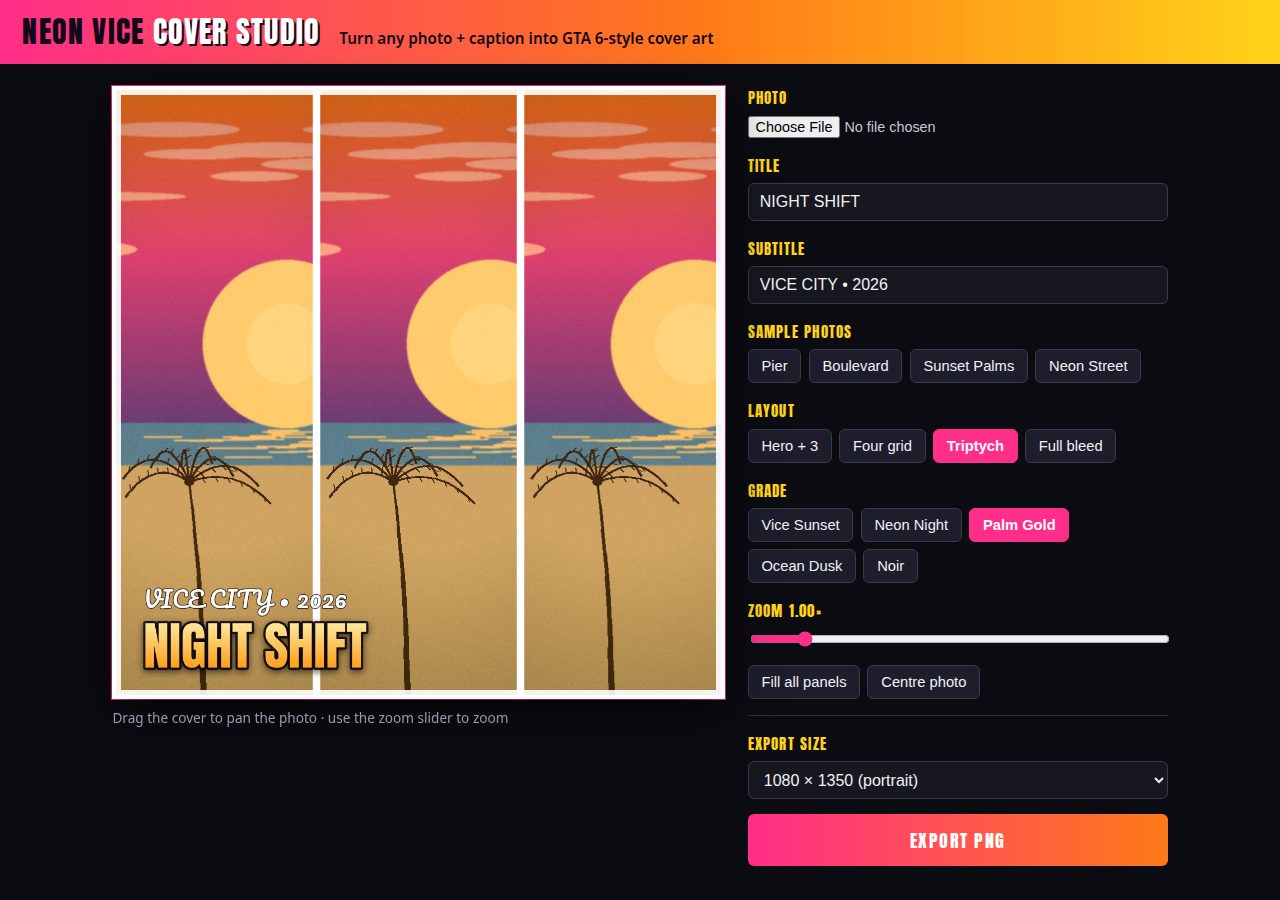 NEON VICE COVER STUDIO Turn any photo + caption into GTA 6-style cover art
VICE CITY • 2026
NIGHT SHIFT
Drag the cover to pan the photo · use the zoom slider to zoom
PHOTO
Choose File No file chosen
TITLE
NIGHT SHIFT
SUBTITLE
VICE CITY • 2026
SAMPLE PHOTOS
Pier Boulevard Sunset Palms Neon Street
LAYOUT
Hero + 3 Four grid Triptych Full bleed
GRADE
Vice Sunset Neon Night Palm Gold
Ocean Dusk Noir
ZOOM 1.00×
Fill all panels Centre photo
EXPORT SIZE
1080 × 1350 (portrait)
EXPORT PNG